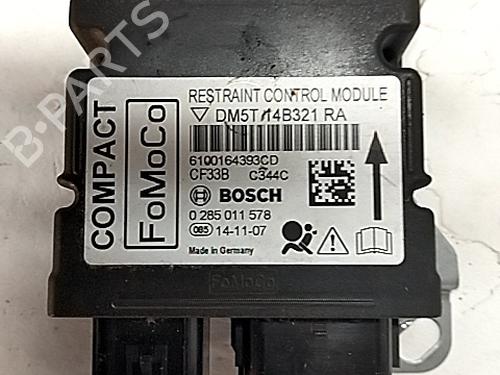 RESTRAINT CONTROL MODULE
DM5T 14B321 RA
6100164393CD
CF33B C344C
BOSCH
0 285 011 578
085 14-11-07
Made in Germany
COMPACT
FoMoCo
FoMoCo
B-PARTS